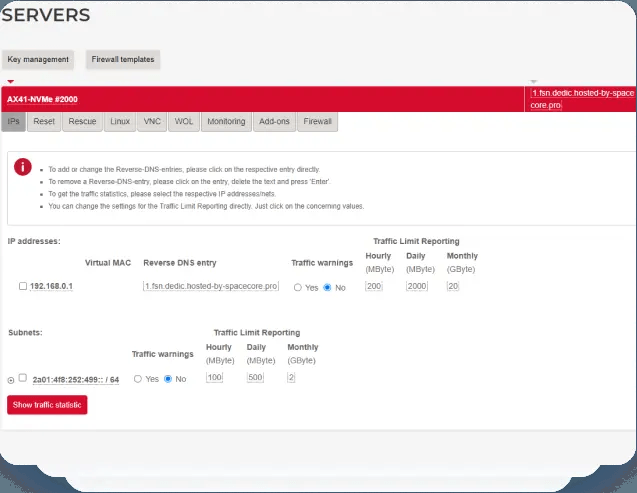 SERVERS
Key management Firewall templates
AX41-NVMe #2000 1.fsn.dedic.hosted-by-space
core.pro
IPs Reset Rescue Linux VNC WOL Monitoring Add-ons Firewall
To add or change the Reverse-DNS-entries, please click on the respective entry directly.
To remove a Reverse-DNS-entry, please click on the entry, delete the text and press 'Enter'.
To get the traffic statistics, please select the respective IP addresses/nets.
You can change the settings for the Traffic Limit Reporting directly. Just click on the concerning values.
IP addresses: Traffic Limit Reporting
Virtual MAC Reverse DNS entry Traffic warnings Hourly Daily Monthly
(MByte) (MByte) (GByte)
192.168.0.1 1.fsn.dedic.hosted-by-spacecore.pro Yes No 200 2000 20
Subnets: Traffic Limit Reporting
Traffic warnings Hourly Daily Monthly
(MByte) (MByte) (GByte)
2a01:4f8:252:499:: / 64 Yes No 100 500 2
Show traffic statistic